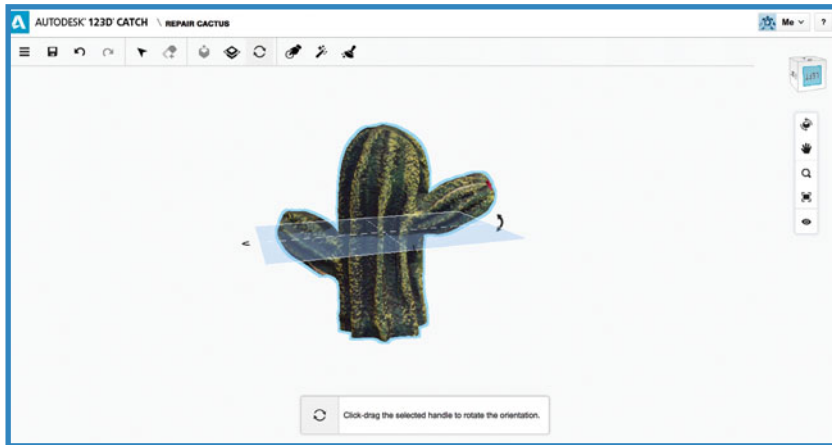 AUTODESK® 123D® CATCH \ REPAIR CACTUS
Me
?
Click-drag the selected handle to rotate the orientation.